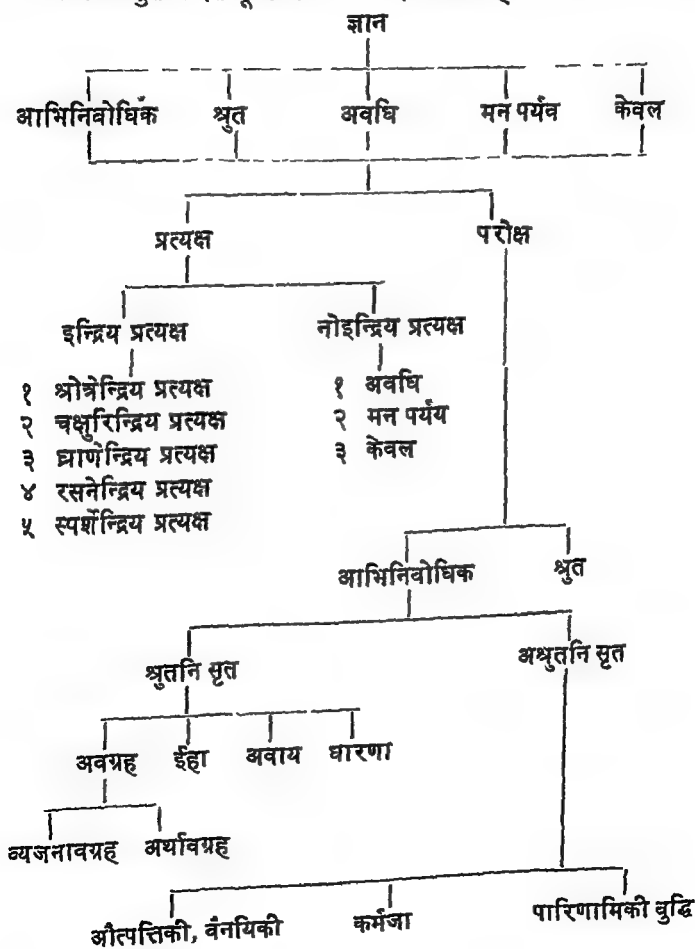 ज्ञान
आभिनिवोधिक श्रुत अवधि मन पर्यव केवल
प्रत्यक्ष परोक्ष
इन्द्रिय प्रत्यक्ष नोइन्द्रिय प्रत्यक्ष
१ श्रोत्रेन्द्रिय प्रत्यक्ष १ अवधि
२ चक्षुरिन्द्रिय प्रत्यक्ष २ मन पर्यय
३ घ्राणेन्द्रिय प्रत्यक्ष ३ केवल
४ रसनेन्द्रिय प्रत्यक्ष
५ स्पर्शेन्द्रिय प्रत्यक्ष
आभिनिवोधिक श्रुत
श्रुतनि सृत अश्रुतनि सृत
अवग्रह ईहा अवाय धारणा
व्यजनावग्रह अर्थावग्रह
औत्पत्तिकी, वैनयिकी कर्मजा पारिणामिकी वुद्धि